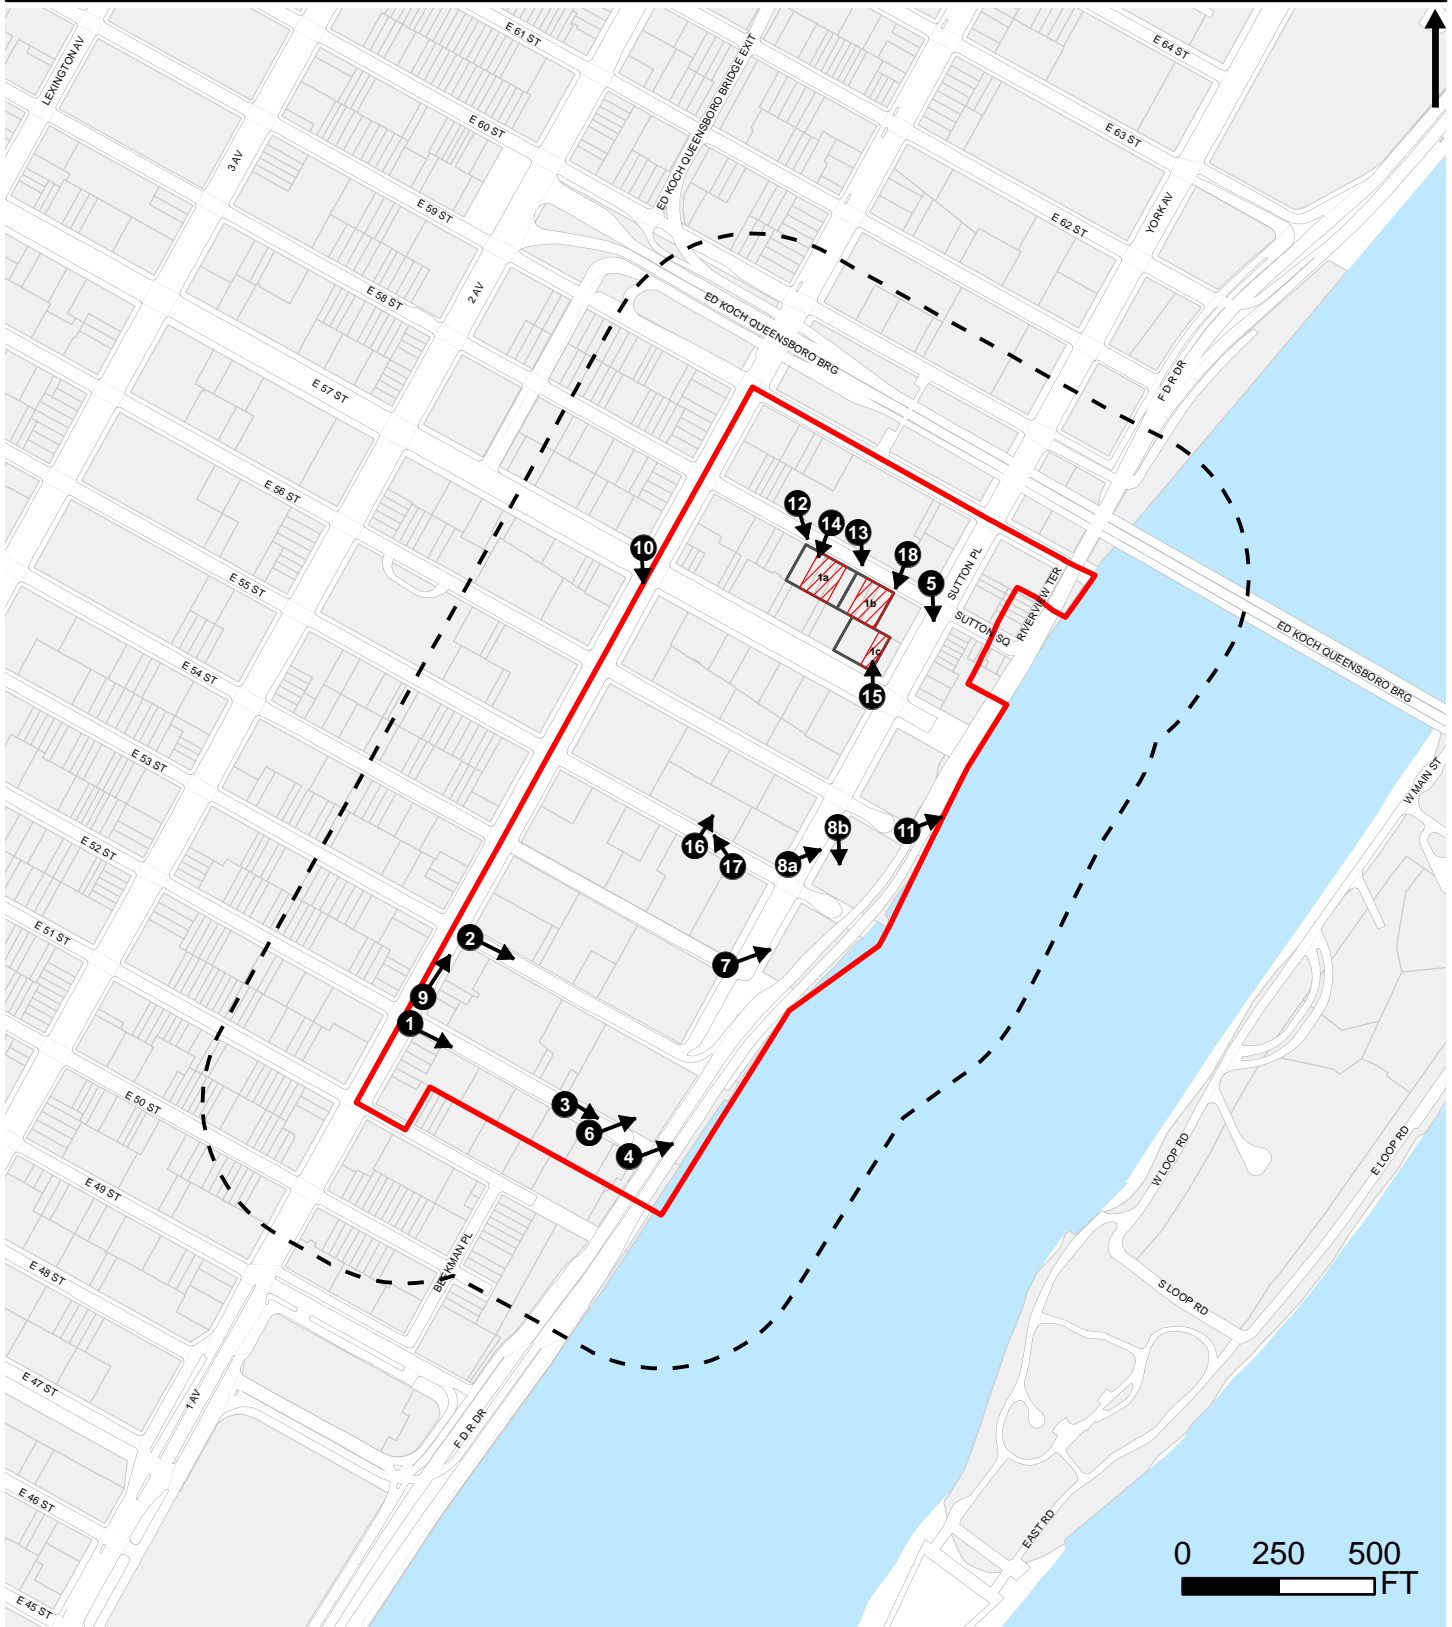 E 61 ST
E 64 ST
LEXINGTON AV
ED KOCH QUEENSBORO BRIDGE EXIT
E 60 ST
E 63 ST
3 AV
E 59 ST
YORK AV
E 62 ST
2 AV
E 58 ST
ED KOCH QUEENSBORO BRG
F D R DR
E 57 ST
E 56 ST
12
14
13
10
18
SUTTON PL
E 55 ST
1a
5
1b
RIVERVIEW TER
SUTTON SQ
ED KOCH QUEENSBORO BRG
1c
E 54 ST
15
E 53 ST
W MAIN ST
8b
11
E 52 ST
16
17
8a
E 51 ST
2
7
9
1
E 50 ST
3
6
4
W LOOP RD
E LOOP RD
E 49 ST
BEEKMAN PL
E 48 ST
S LOOP RD
E 47 ST
1 AV
F D R DR
E 46 ST
EAST RD
0 250 500
FT
E 45 ST